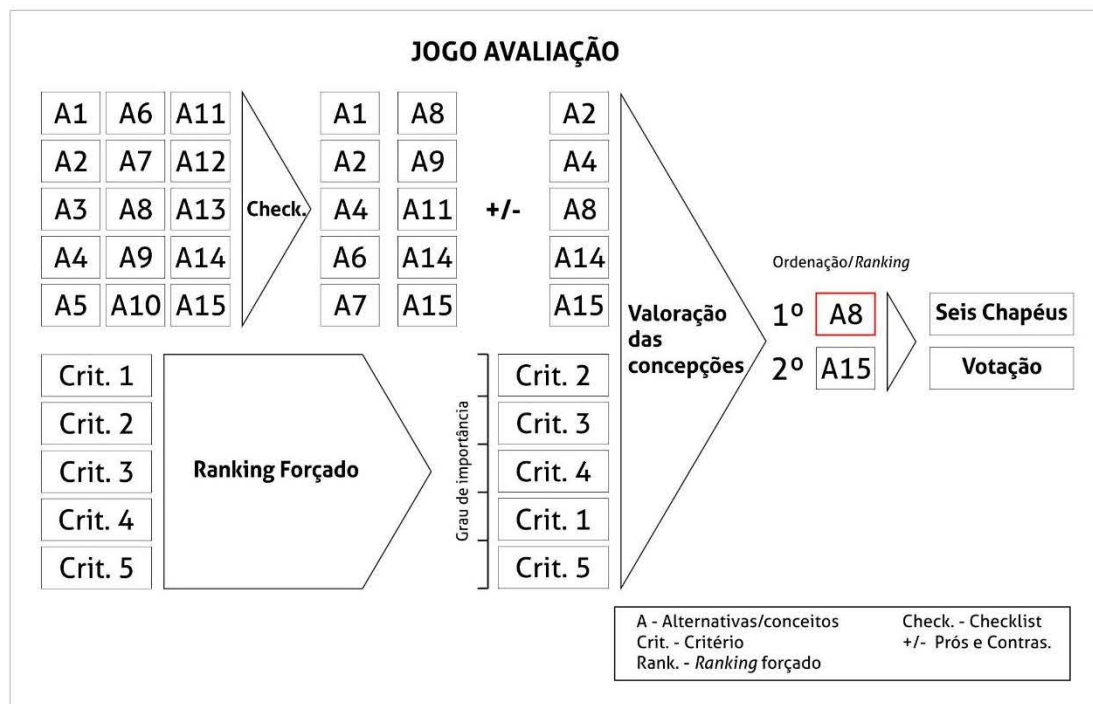 JOGO AVALIAÇÃO
A1 A6 A11
A2 A7 A12
A3 A8 A13
A4 A9 A14
A5 A10 A15
Check.
A1 A8
A2 A9
A4 A11
A6 A14
A7 A15
+/-
A2
A4
A8
A14
A15
Crit. 1
Crit. 2
Crit. 3
Crit. 4
Crit. 5
Ranking Forçado
Grau de importância
Crit. 2
Crit. 3
Crit. 4
Crit. 1
Crit. 5
Valoração
das
concepções
Ordenação/Ranking
1º A8
2º A15
Seis Chapéus
Votação
A - Alternativas/conceitos
Crit. - Critério
Rank. - Ranking forçado
Check. - Checklist
+/- Prós e Contras.